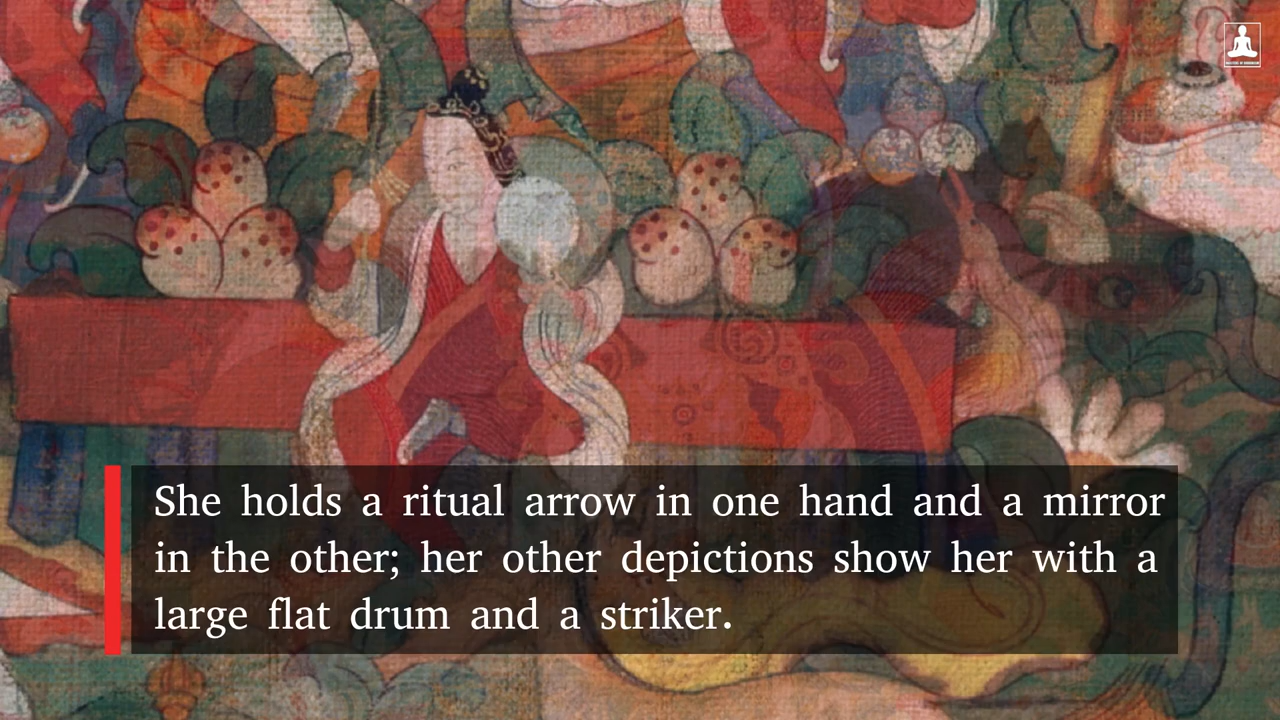 She holds a ritual arrow in one hand and a mirror
in the other; her other depictions show her with a
large flat drum and a striker.